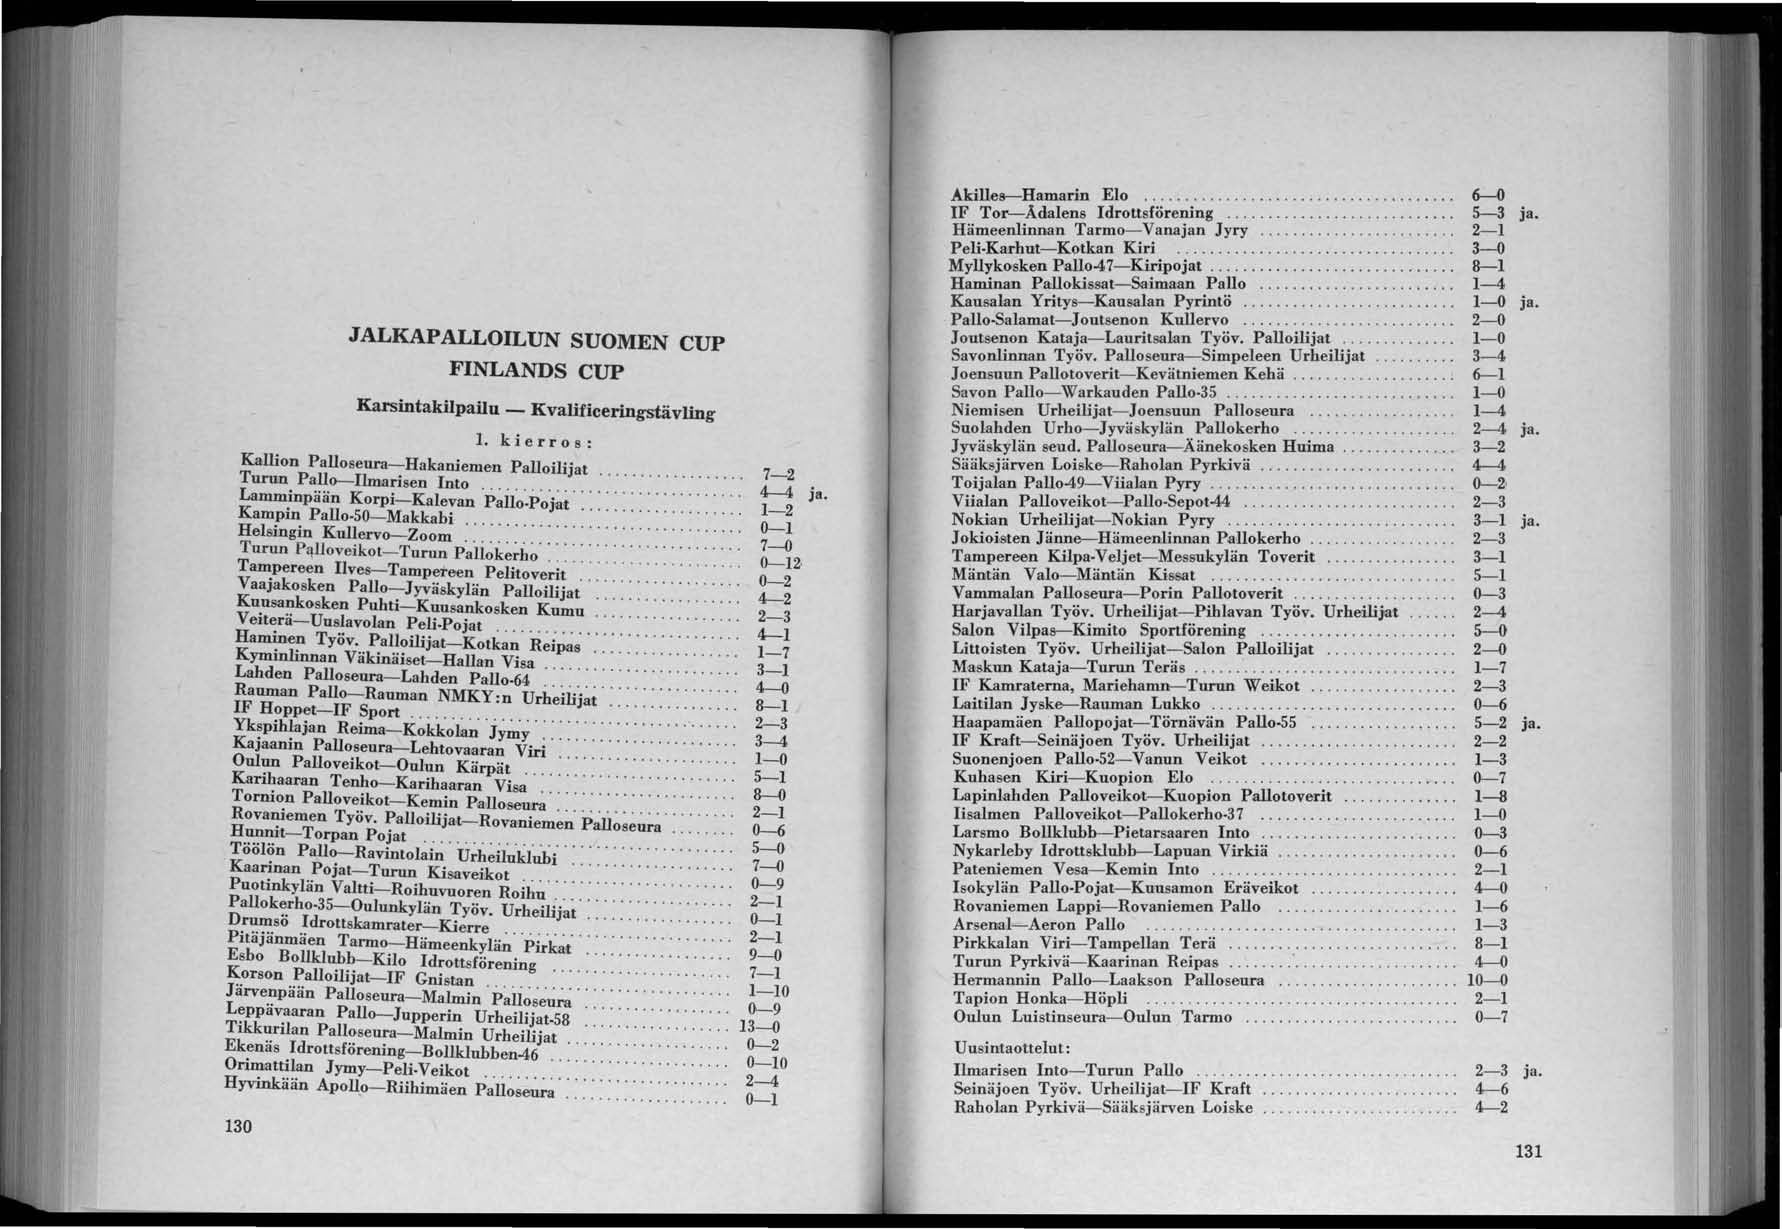 JALKAPALLOILUN SUOMEN CUP
FINLANDS CUP
Karsintakilpailu — Kvalificeringstävling
1. kierros:
Kallion Palloseura—Hakaniemen Palloilijat .................. 7—2
Turun Pallo—Ilmarisen Into .................. 4—4 ja.
Lamminpään Korpi—Kalevan Pallo-Pojat .................. 1—2
Kampin Pallo-50—Makkabi .................. 0—1
Helsingin Kullervo—Zoom .................. 7—0
Turun Palloveikot—Turun Pallokerho .................. 0—12
Tampereen Ilves—Tampereen Pelitoverit .................. 0—2
Vaajakosken Pallo—Jyväskylän Palloilijat .................. 4—2
Kuusankosken Puhti—Kuusankosken Kumu .................. 2—3
Veiterä—Uuslavolan Peli-Pojat .................. 4—1
Haminen Työv. Palloilijat—Kotkan Reipas .................. 1—7
Kyminlinnan Väkinäiset—Hallan Visa .................. 3—1
Lahden Palloseura—Lahden Pallo-64 .................. 4—0
Rauman Pallo—Rauman NMKY:n Urheilijat .................. 8—1
IF Hoppet—IF Sport .................. 2—3
Ykspihlajan Reima—Kokkolan Jymy .................. 3—4
Kajaanin Palloseura—Lehtovaaran Viri .................. 1—0
Oulun Palloveikot—Oulun Kärpät .................. 5—1
Karihaaran Tenho—Karihaaran Visa .................. 8—0
Tornion Palloveikot—Kemin Palloseura .................. 2—1
Rovaniemen Työv. Palloilijat—Rovaniemen Palloseura ........ 0—6
Hunnit—Torpan Pojat .................. 5—0
Töölön Pallo—Ravintolain Urheiluklubi .................. 7—0
Kaarinan Pojat—Turun Kisaveikot .................. 0—9
Puotinkylän Valtti—Roihuvuoren Roihu .................. 2—1
Pallokerho-35—Oulunkylän Työv. Urheilijat .................. 0—1
Drumsö Idrottskamrater—Kierre .................. 2—1
Pitäjänmäen Tarmo—Hämeenkylän Pirkat .................. 9—0
Esbo Bollklubb—Kilo Idrottsförening .................. 7—1
Korson Palloilijat—IF Gnistan .................. 1—10
Järvenpään Palloseura—Malmin Palloseura .................. 0—9
Leppävaaran Pallo—Jupperin Urheilijat-58 .................. 13—0
Tikkurilan Palloseura—Malmin Urheilijat .................. 0—2
Ekenäs Idrottsförening—Bollklubben-46 .................. 0—10
Orimattilan Jymy—Peli-Veikot .................. 2—4
Hyvinkään Apollo—Riihimäen Palloseura .................. 0—1
130
Akilles—Hamarin Elo .................. 6—0
IF Tor—Ådalens Idrottsförening .................. 5—3 ja.
Hämeenlinnan Tarmo—Vanajan Jyry .................. 2—1
Peli-Karhut—Kotkan Kiri .................. 3—0
Myllykosken Pallo-47—Kiripojat .................. 8—1
Haminan Pallokissat—Saimaan Pallo .................. 1—4
Kausalan Yritys—Kausalan Pyrintö .................. 1—0 ja.
Pallo-Salamat—Joutsenon Kullervo .................. 2—0
Joutsenon Kataja—Lauritsalan Työv. Palloilijat .............. 1—0
Savonlinnan Työv. Palloseura—Simpeleen Urheilijat .......... 3—4
Joensuun Pallotoverit—Kevätniemen Kehä .................. 6—1
Savon Pallo—Warkauden Pallo-35 .................. 1—0
Niemisen Urheilijat—Joensuun Palloseura .................. 1—4
Suolahden Urho—Jyväskylän Pallokerho .................. 2—4 ja.
Jyväskylän seud. Palloseura—Äänekosken Huima .............. 3—2
Sääksjärven Loiske—Raholan Pyrkivä .................. 4—4
Toijalan Pallo-49—Viialan Pyry .................. 0—2
Viialan Palloveikot—Pallo-Sepot-44 .................. 2—3
Nokian Urheilijat—Nokian Pyry .................. 3—1 ja.
Jokioisten Jänne—Hämeenlinnan Pallokerho .................. 2—3
Tampereen Kilpa-Veljet—Messukylän Toverit ................ 3—1
Mäntän Valo—Mäntän Kissat .................. 5—1
Vammalan Palloseura—Porin Pallotoverit .................. 0—3
Harjavallan Työv. Urheilijat—Pihlavan Työv. Urheilijat ...... 2—4
Salon Vilpas—Kimito Sportförening .................. 5—0
Littoisten Työv. Urheilijat—Salon Palloilijat ................ 2—0
Maskun Kataja—Turun Teräs .................. 1—7
IF Kamraterna, Mariehamn—Turun Weikot .................. 2—3
Laitilan Jyske—Rauman Lukko .................. 0—6
Haapamäen Pallopojat—Törnävän Pallo-55 .................. 5—2 ja.
IF Kraft—Seinäjoen Työv. Urheilijat .................. 2—2
Suonenjoen Pallo-52—Vanun Veikot .................. 1—3
Kuhasen Kiri—Kuopion Elo .................. 0—7
Lapinlahden Palloveikot—Kuopion Pallotoverit .............. 1—8
Iisalmen Palloveikot—Pallokerho-37 .................. 1—0
Larsmo Bollklubb—Pietarsaaren Into .................. 0—3
Nykarleby Idrottsklubb—Lapuan Virkiä .................. 0—6
Pateniemen Vesa—Kemin Into .................. 2—1
Isokylän Pallo-Pojat—Kuusamon Eräveikot .................. 4—0
Rovaniemen Lappi—Rovaniemen Pallo .................. 1—6
Arsenal—Aeron Pallo .................. 1—3
Pirkkalan Viri—Tampellan Terä .................. 8—1
Turun Pyrkivä—Kaarinan Reipas .................. 4—0
Hermannin Pallo—Laakson Palloseura .................. 10—0
Tapion Honka—Höpli .................. 2—1
Oulun Luistinseura—Oulun Tarmo .................. 0—7
Uusintaottelut:
Ilmarisen Into—Turun Pallo .................. 2—3 ja.
Seinäjoen Työv. Urheilijat—IF Kraft .................. 4—6
Raholan Pyrkivä—Sääksjärven Loiske .................. 4—2
131